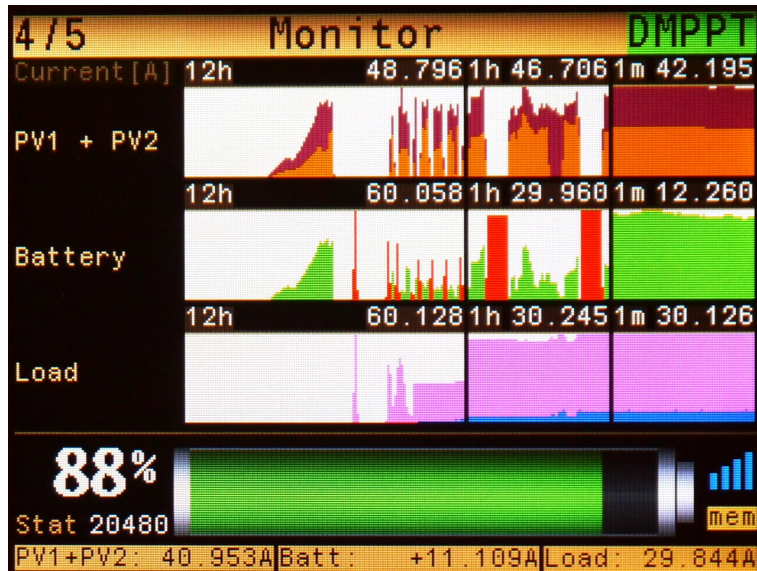 4/5 Monitor DMPPT
Current[A] 12h 48.796 1h 46.706 1m 42.195
PV1 + PV2
12h 60.058 1h 29.960 1m 12.260
Battery
12h 60.128 1h 30.245 1m 30.126
Load
88%
Stat 20480 mem
PV1+PV2: 40.953A Batt: +11.109A Load: 29.844A